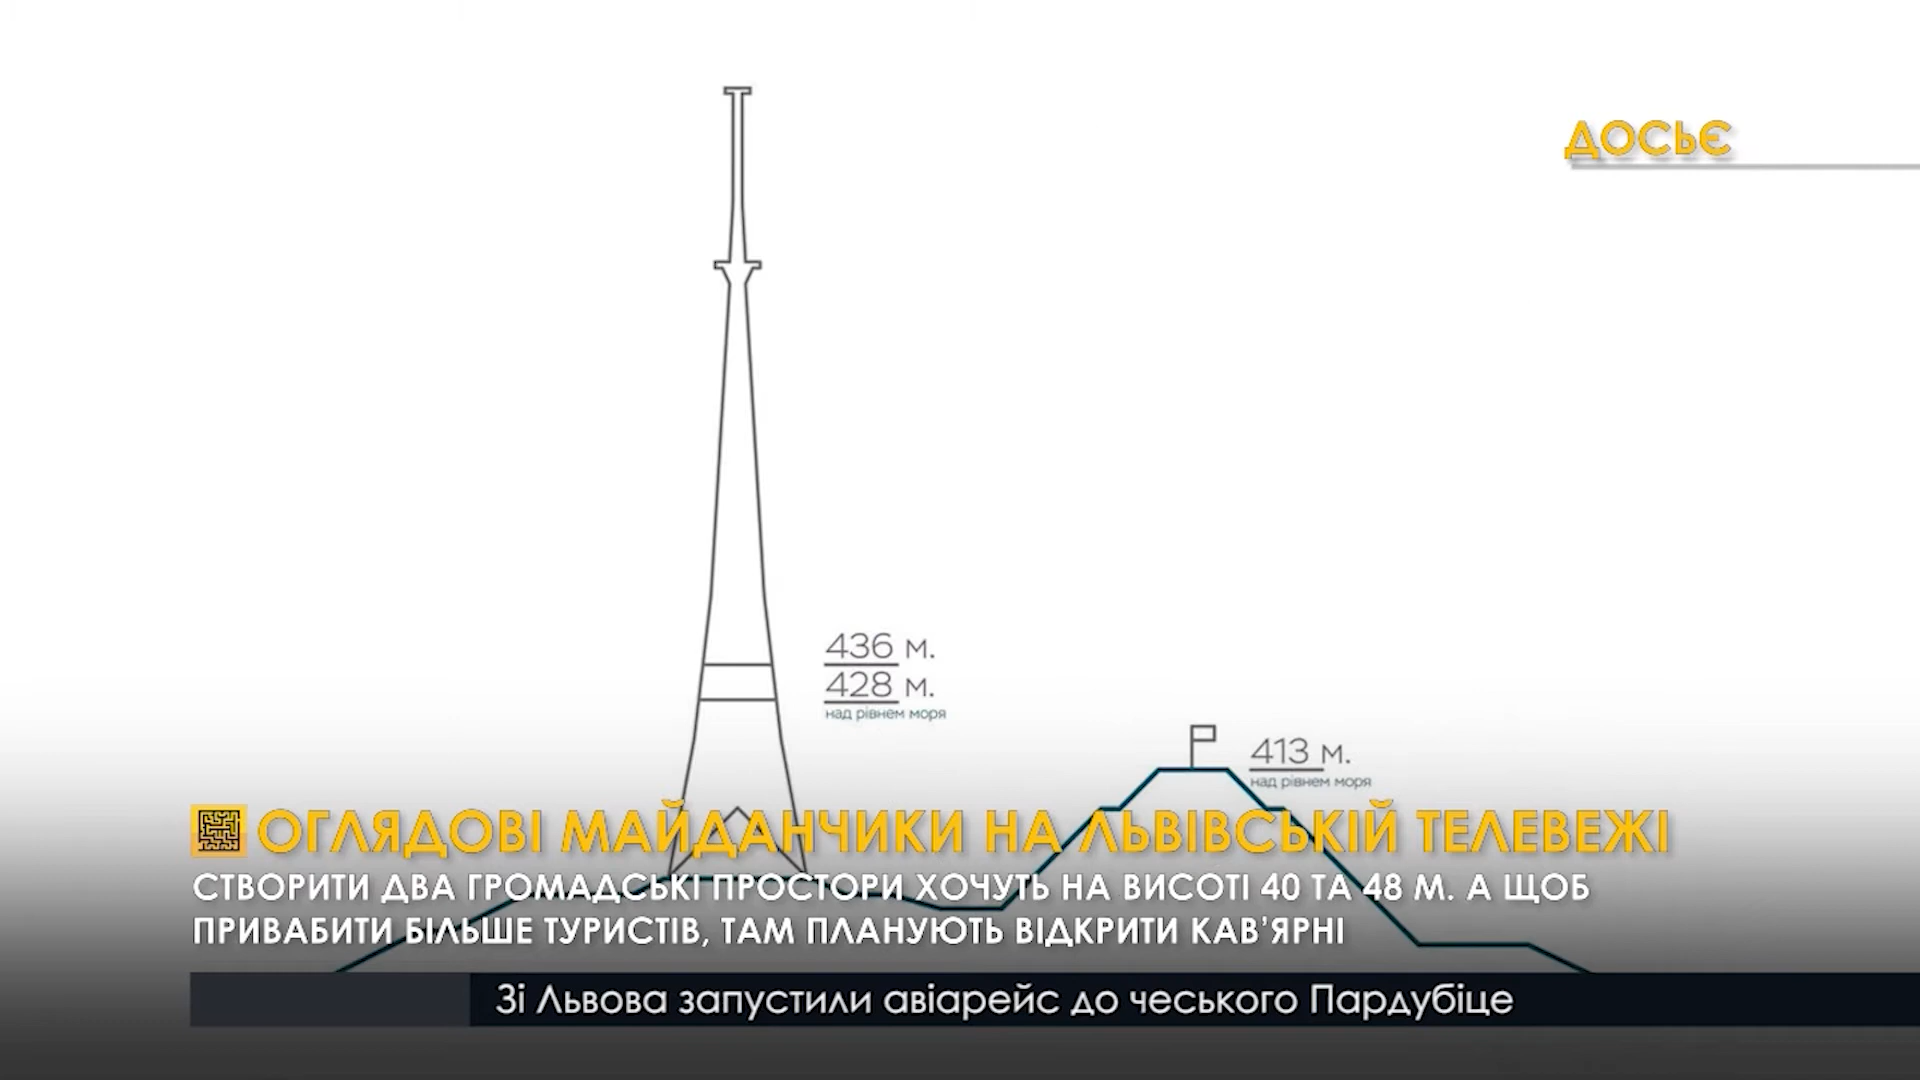 ДОСЬЄ
436 м.
428 м.
над рівнем моря
413 м.
над рівнем моря
ОГЛЯДОВІ МАЙДАНЧИКИ НА ЛЬВІВСЬКІЙ ТЕЛЕВЕЖІ
СТВОРИТИ ДВА ГРОМАДСЬКІ ПРОСТОРИ ХОЧУТЬ НА ВИСОТІ 40 ТА 48 М. А ЩОБ
ПРИВАБИТИ БІЛЬШЕ ТУРИСТІВ, ТАМ ПЛАНУЮТЬ ВІДКРИТИ КАВ’ЯРНІ
Зі Львова запустили авіарейс до чеського Пардубіце